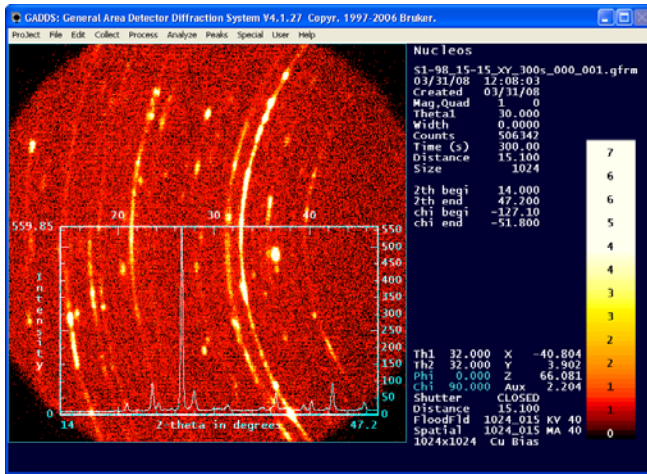 GADDS: General Area Detector Diffraction System V4.1.27 Copyr. 1997-2006 Bruker.
Project File Edit Collect Process Analyze Peaks Special User Help
Nucleos
S1-98_15-15_XY_300s_000_001.gfrm
03/31/08 12:08:03
Created 03/31/08
Mag.Quad 1 0
Theta1 30.000
Width 0.0000
Counts 506342
Time (s) 300.00
Distance 15.100
Size 1024
2th begi 14.000
2th end 47.200
chi begi -127.10
chi end -51.800
20 30 40
559.85
550
500
450
400
350
300
250
200
150
100
50
0
0
Intensity
14 2 theta in degrees 47.2
7
6
6
5
4
4
3
3
2
2
1
1
0
Th1 32.000 X -40.804
Th2 32.000 Y 3.902
Phi 0.000 Z 66.081
Chi 90.000 Aux 2.204
Shutter CLOSED
Distance 15.100
FloodFld 1024_015 KV 40
Spatial 1024_015 MA 40
1024x1024 Cu Bias